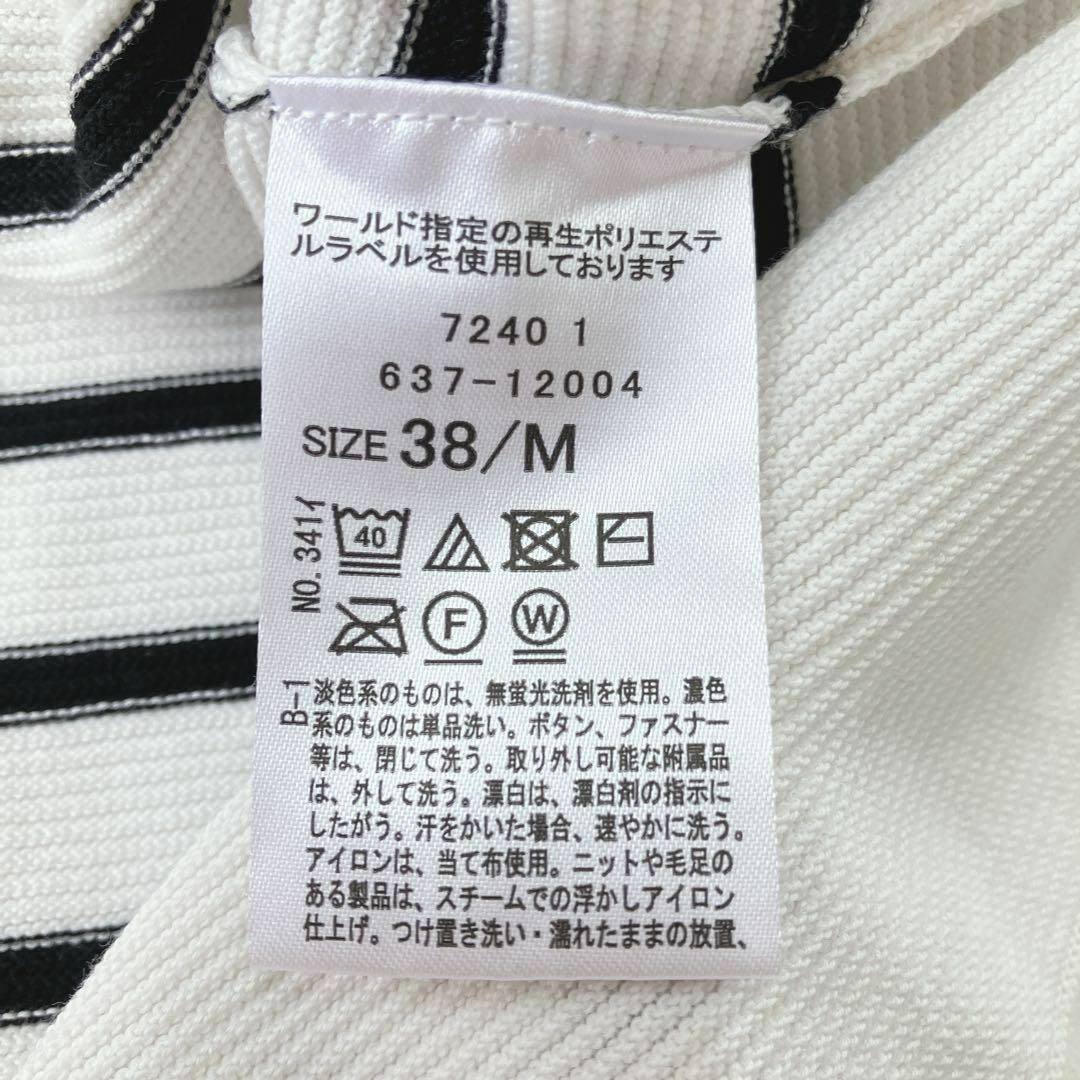 ワールド指定の再生ポリエステ
ルラベルを使用しております
7240 1
637-12004
SIZE 38/M
NO.341イ
40
F
W
B-1
淡色系のものは、無蛍光洗剤を使用。濃色
系のものは単品洗い。ボタン、ファスナー
等は、閉じて洗う。取り外し可能な附属品
は、外して洗う。漂白は、漂白剤の指示に
したがう。汗をかいた場合、速やかに洗う。
アイロンは、当て布使用。ニットや毛足の
ある製品は、スチームでの浮かしアイロン
仕上げ。つけ置き洗い・濡れたままの放置、